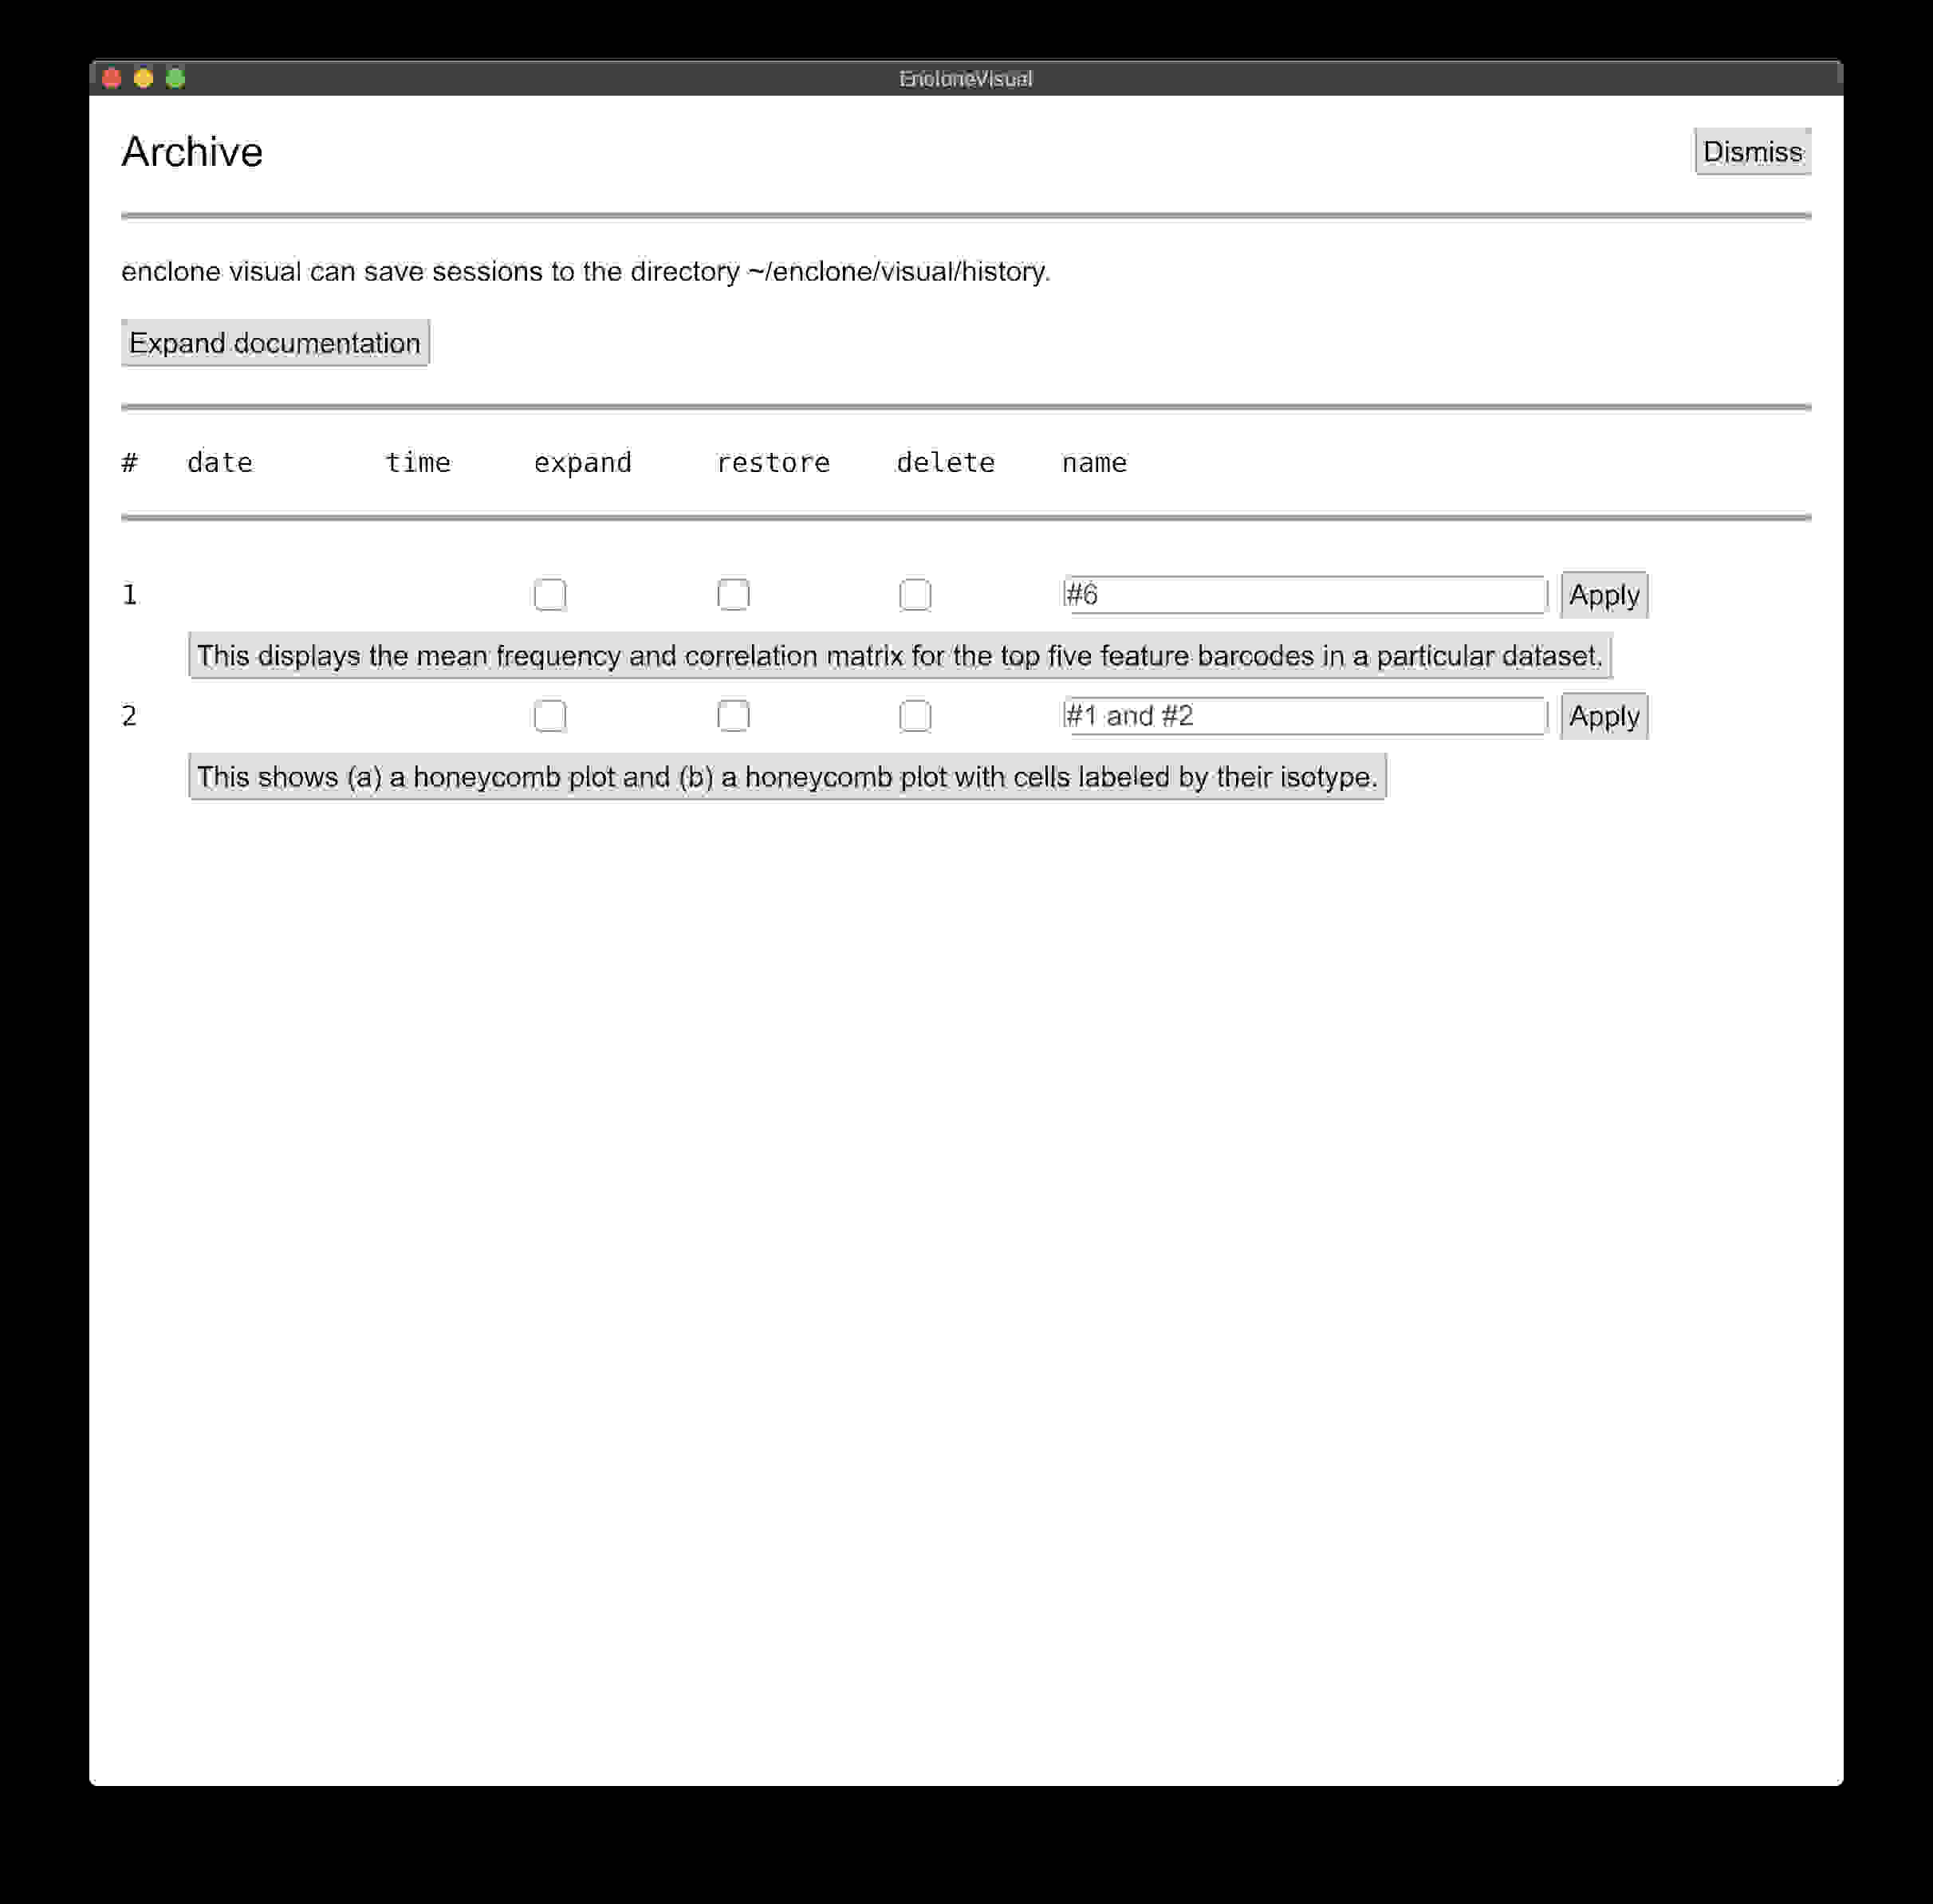 EncloneVisual
Archive Dismiss
enclone visual can save sessions to the directory ~/enclone/visual/history.
Expand documentation
# date time expand restore delete name
1 #6 Apply
This displays the mean frequency and correlation matrix for the top five feature barcodes in a particular dataset.
2 #1 and #2 Apply
This shows (a) a honeycomb plot and (b) a honeycomb plot with cells labeled by their isotype.